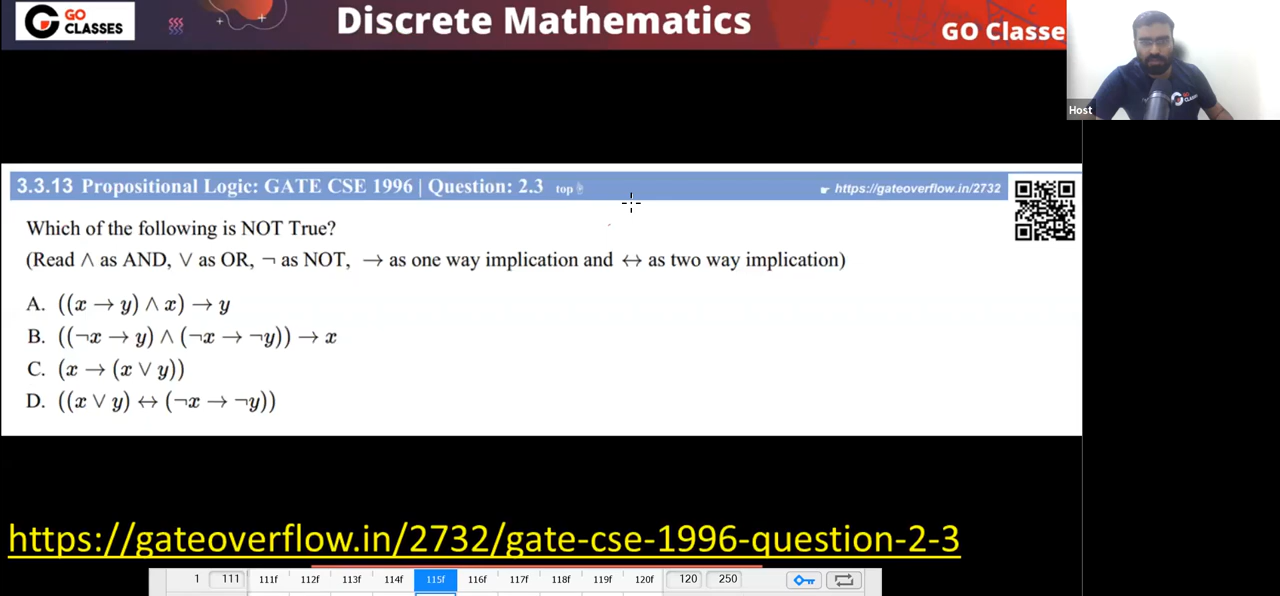 GO
CLASSES
Discrete Mathematics
GO Classe
Host
3.3.13 Propositional Logic: GATE CSE 1996 | Question: 2.3 top
https://gateoverflow.in/2732
Which of the following is NOT True?
(Read ∧ as AND, ∨ as OR, ¬ as NOT, → as one way implication and ↔ as two way implication)
A. ((x → y) ∧ x) → y
B. ((¬x → y) ∧ (¬x → ¬y)) → x
C. (x → (x ∨ y))
D. ((x ∨ y) ↔ (¬x → ¬y))
https://gateoverflow.in/2732/gate-cse-1996-question-2-3
1 111 111f 112f 113f 114f 115f 116f 117f 118f 119f 120f 120 250